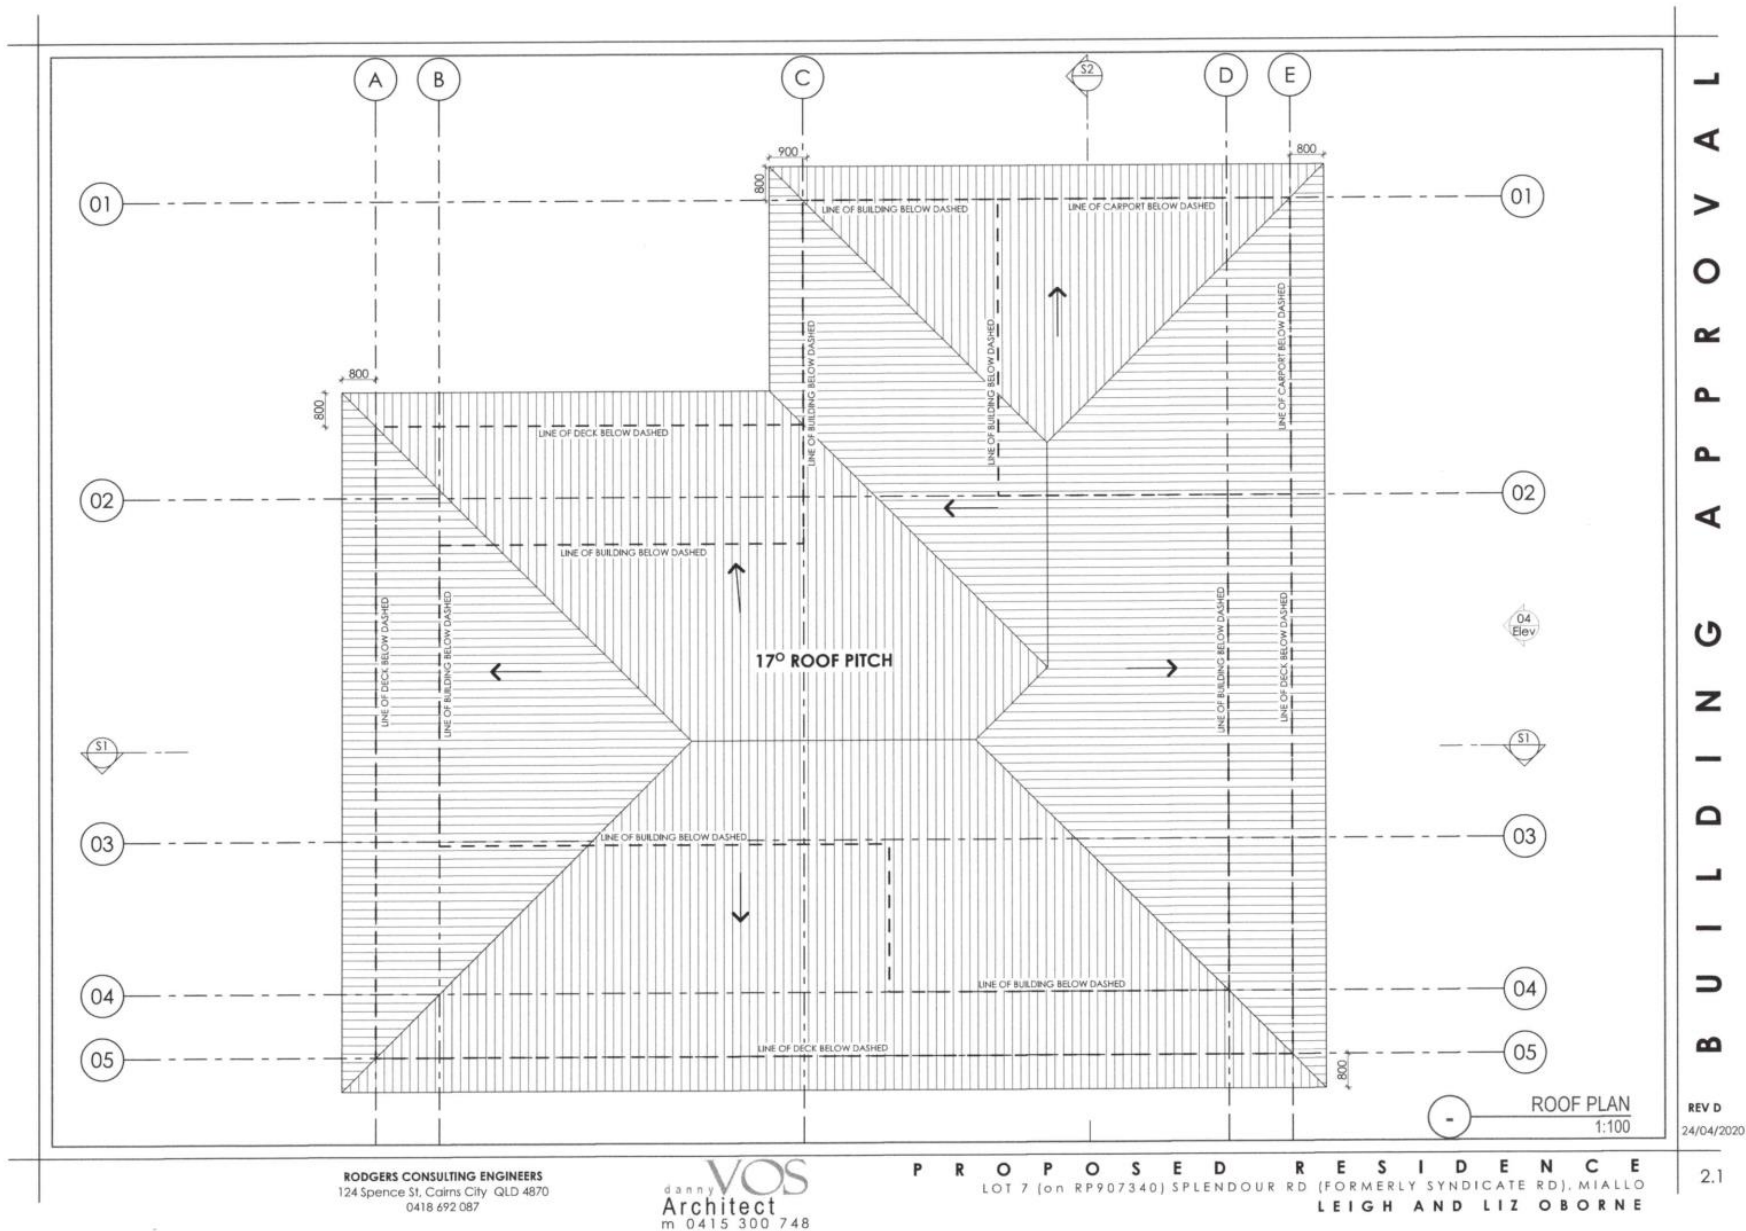 A B C S2 D E
900
800
800
01
01
LINE OF BUILDING BELOW DASHED
LINE OF CARPORT BELOW DASHED
LINE OF CARPORT BELOW DASHED
LINE OF BUILDING BELOW DASHED
LINE OF BUILDING BELOW DASHED
800
800
LINE OF DECK BELOW DASHED
02
02
LINE OF BUILDING BELOW DASHED
LINE OF DECK BELOW DASHED
LINE OF BUILDING BELOW DASHED
17O ROOF PITCH
LINE OF BUILDING BELOW DASHED
LINE OF DECK BELOW DASHED
04
Elev
S1
S1
03
LINE OF BUILDING BELOW DASHED
03
04
LINE OF BUILDING BELOW DASHED
04
05
LINE OF DECK BELOW DASHED
05
800
-
ROOF PLAN
1:100
BUILDING APPROVAL
REV D
24/04/2020
2.1
RODGERS CONSULTING ENGINEERS
124 Spence St, Cairns City QLD 4870
0418 692 087
danny VOS
Architect
m 0415 300 748
PROPOSED RESIDENCE
LOT 7 (on RP907340) SPLENDOUR RD (FORMERLY SYNDICATE RD), MIALLO
LEIGH AND LIZ OBORNE